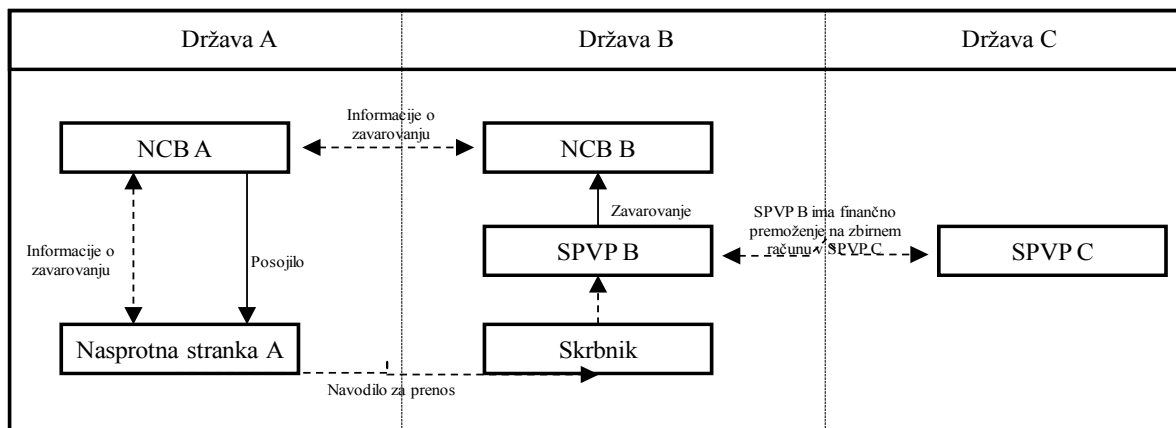 Država A
Država B
Država C
Informacije o
zavarovanju
NCB A
NCB B
Zavarovanje
SPVP B ima finančno
premoženje na zbirnem
računu v SPVP C
Informacije o
zavarovanju
Posojilo
SPVP B
SPVP C
Nasprotna stranka A
Skrbnik
Navodilo za prenos